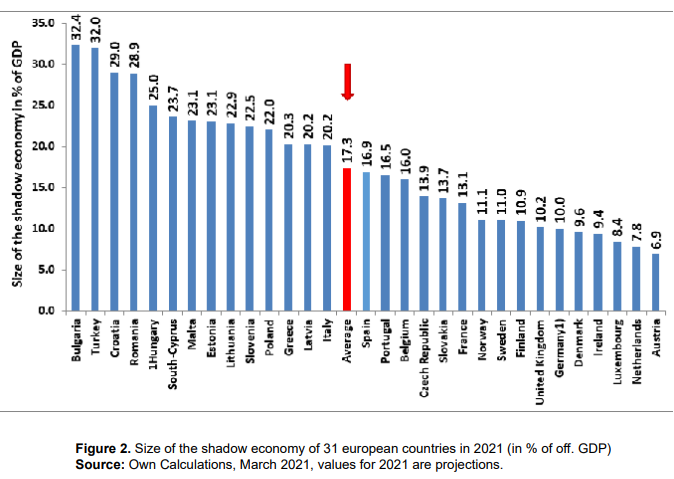 Size of the shadow economy in % of GDP
35.0
30.0
25.0
20.0
15.0
10.0
5.0
0.0
32.4
32.0
29.0
28.9
25.0
23.7
23.1
23.1
22.9
22.5
22.0
20.3
20.2
20.2
17.3
16.9
16.5
16.0
13.9
13.7
13.1
11.1
11.0
10.9
10.2
10.0
9.6
9.4
8.4
7.8
6.9
Bulgaria
Turkey
Croatia
Romania
1Hungary
South-Cyprus
Malta
Estonia
Lithuania
Slovenia
Poland
Greece
Latvia
Italy
Average
Spain
Portugal
Belgium
Czech Republic
Slovakia
France
Norway
Sweden
Finland
United Kingdom
Germany1)
Denmark
Ireland
Luxembourg
Netherlands
Austria
Figure 2. Size of the shadow economy of 31 european countries in 2021 (in % of off. GDP)
Source: Own Calculations, March 2021, values for 2021 are projections.